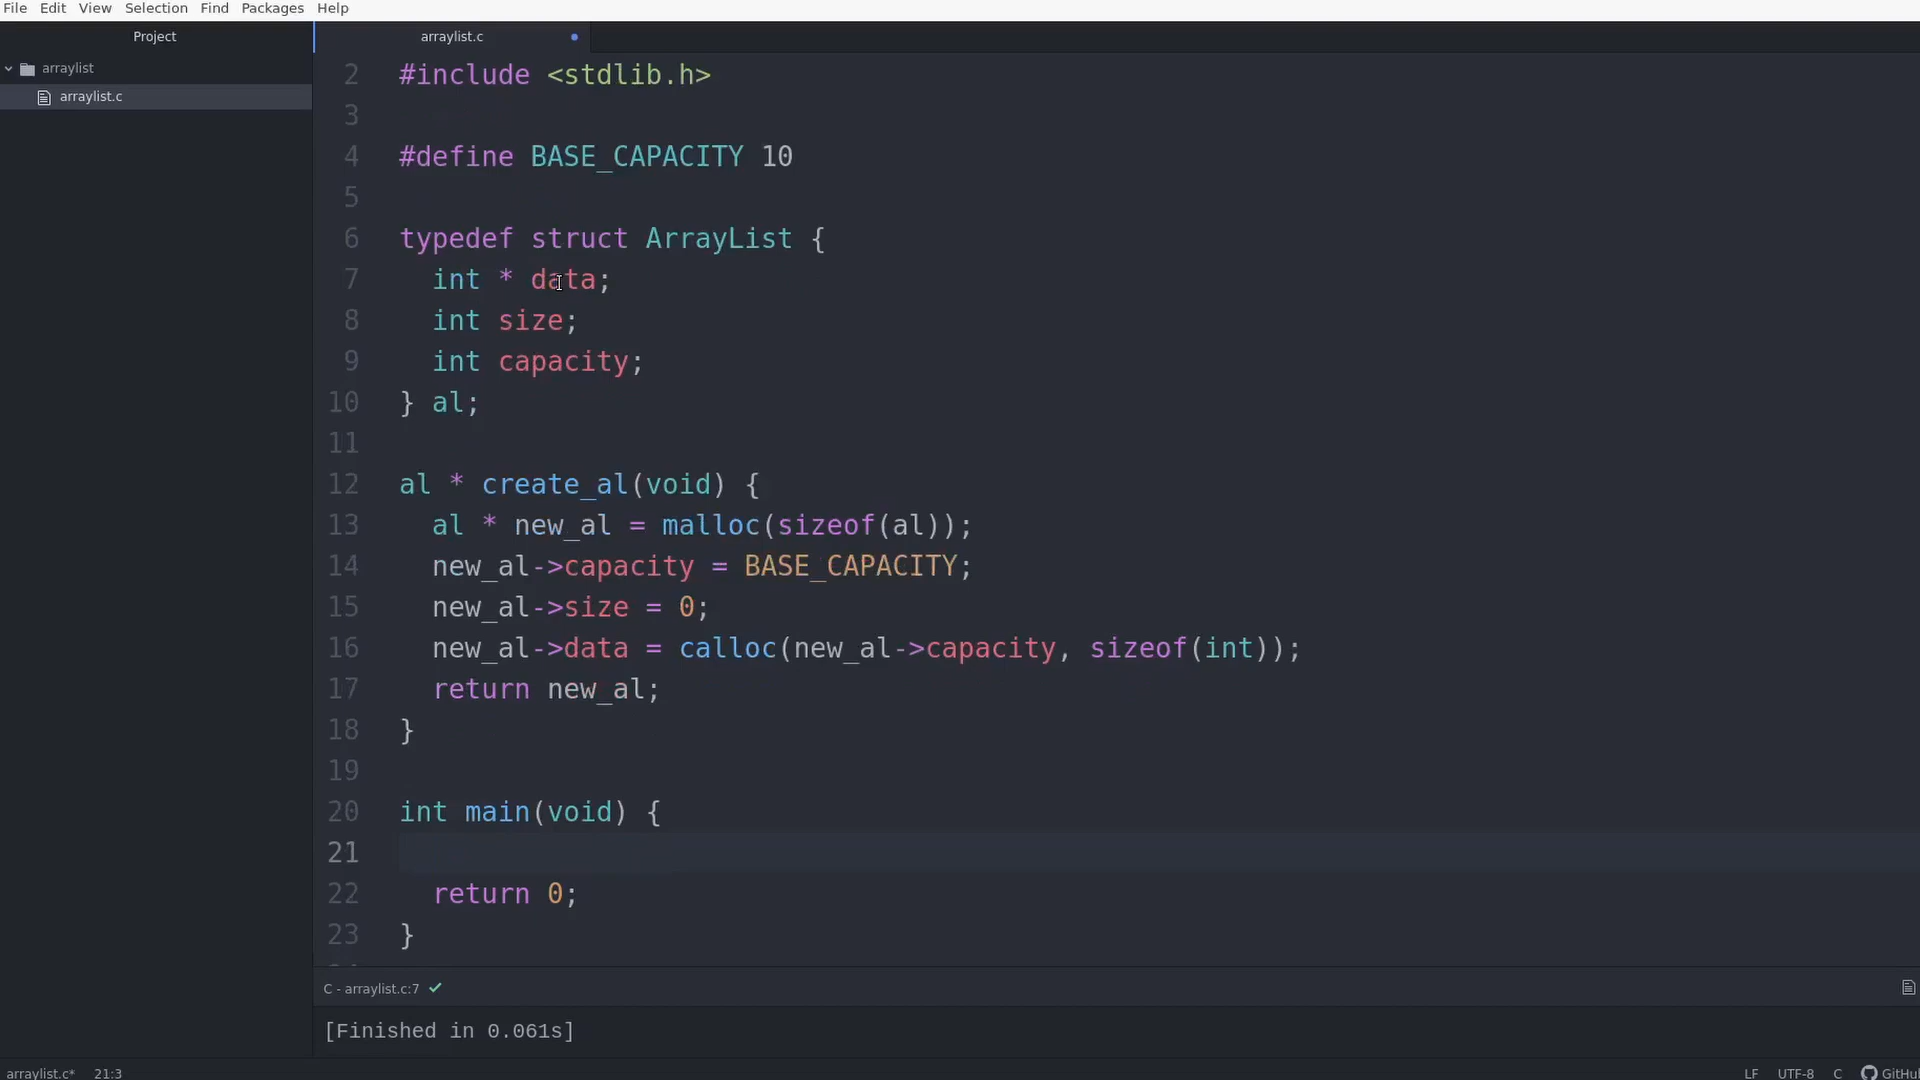 File Edit View Selection Find Packages Help
Project
arraylist.c
arraylist
arraylist.c
2 #include <stdlib.h>
3
4 #define BASE_CAPACITY 10
5
6 typedef struct ArrayList {
7   int * data;
8   int size;
9   int capacity;
10 } al;
11
12 al * create_al(void) {
13   al * new_al = malloc(sizeof(al));
14   new_al->capacity = BASE_CAPACITY;
15   new_al->size = 0;
16   new_al->data = calloc(new_al->capacity, sizeof(int));
17   return new_al;
18 }
19
20 int main(void) {
21
22   return 0;
23 }
C - arraylist.c:7
[Finished in 0.061s]
arraylist.c* 21:3 LF UTF-8 C GitHu